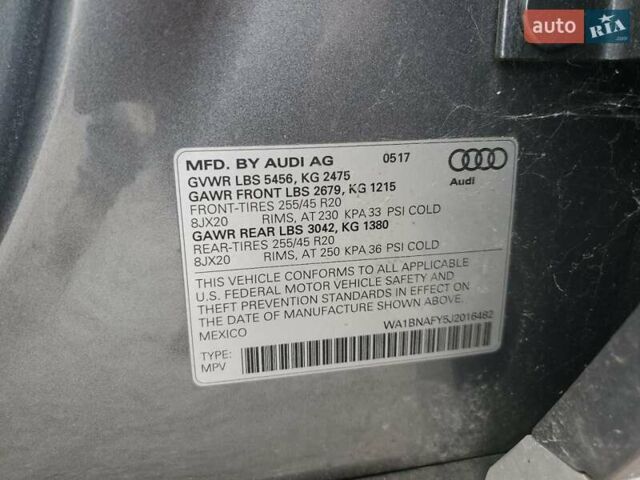 auto RIA .com
MFD. BY AUDI AG 0517
GVWR LBS 5456, KG 2475
GAWR FRONT LBS 2679, KG 1215
FRONT-TIRES 255/45 R20
8JX20 RIMS, AT 230 KPA 33 PSI COLD
GAWR REAR LBS 3042, KG 1380
REAR-TIRES 255/45 R20
8JX20 RIMS, AT 250 KPA 36 PSI COLD
Audi
THIS VEHICLE CONFORMS TO ALL APPLICABLE
U.S. FEDERAL MOTOR VEHICLE SAFETY AND
THEFT PREVENTION STANDARDS IN EFFECT ON
THE DATE OF MANUFACTURE SHOWN ABOVE.
MEXICO WA1BNAFY5J2016462
TYPE:
MPV